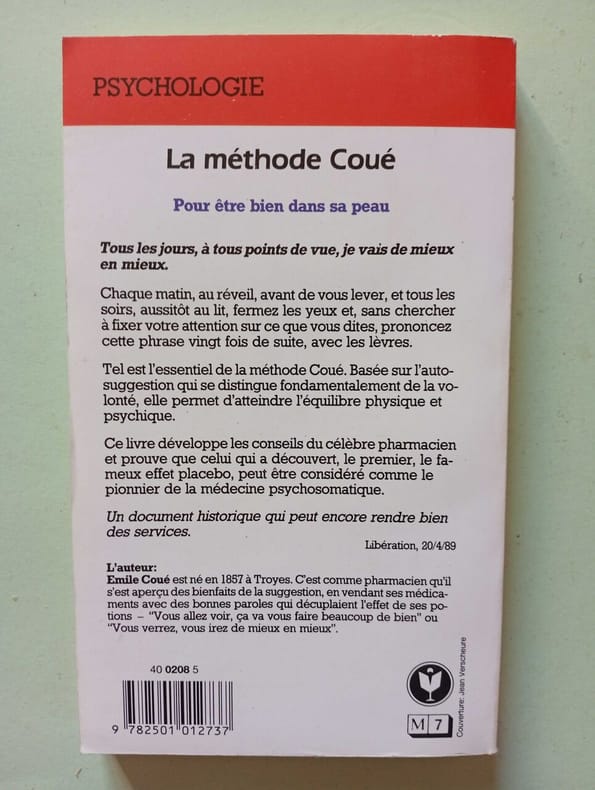 PSYCHOLOGIE
La méthode Coué
Pour être bien dans sa peau
Tous les jours, à tous points de vue, je vais de mieux
en mieux.
Chaque matin, au réveil, avant de vous lever, et tous les
soirs, aussitôt au lit, fermez les yeux et, sans chercher
à fixer votre attention sur ce que vous dites, prononcez
cette phrase vingt fois de suite, avec les lèvres.
Tel est l'essentiel de la méthode Coué. Basée sur l'auto-
suggestion qui se distingue fondamentalement de la vo-
lonté, elle permet d'atteindre l'équilibre physique et
psychique.
Ce livre développe les conseils du célèbre pharmacien
et prouve que celui qui a découvert, le premier, le fa-
meux effet placebo, peut être considéré comme le
pionnier de la médecine psychosomatique.
Un document historique qui peut encore rendre bien
des services.
Libération, 20/4/89
L'auteur:
Emile Coué est né en 1857 à Troyes. C'est comme pharmacien qu'il
s'est aperçu des bienfaits de la suggestion, en vendant ses médica-
ments avec des bonnes paroles qui décuplaient l'effet de ses po-
tions – "Vous allez voir, ça va vous faire beaucoup de bien" ou
"Vous verrez, vous irez de mieux en mieux".
40 0208 5
9 782501 012737
M 7
Couverture: Jean Verscheure